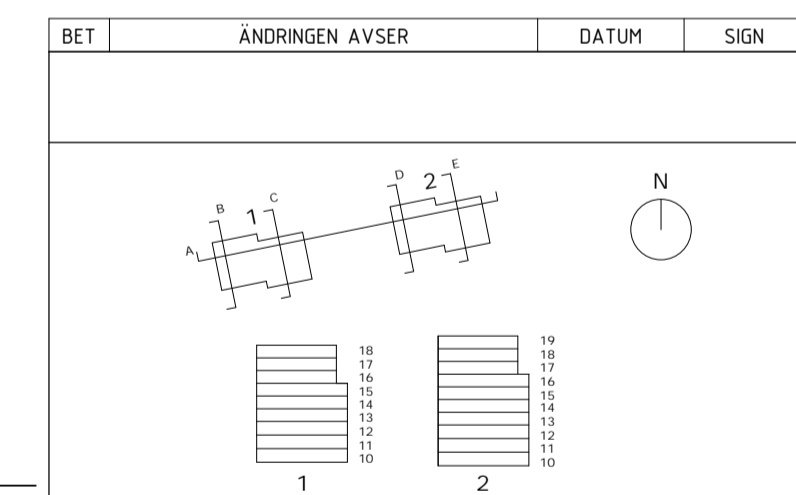 BET ÄNDRINGEN AVSER DATUM SIGN
E
D 2 N
C
B 1
A
19
18 18
17 17
16 16
15 15
14 14
13 13
12 12
11 11
10 10
1 2